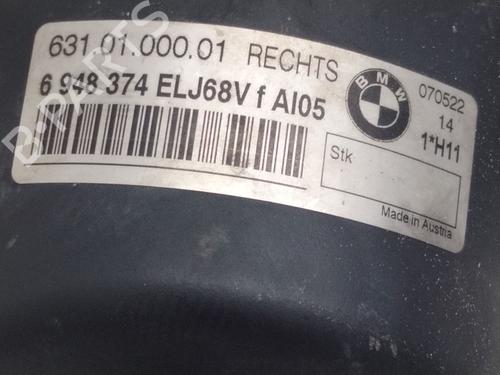 631.01.000.01 RECHTS
6 948 374 ELJ68V f AI05
BMW
070522
14
1*H11
Stk
Made in Austria
B-PARTS